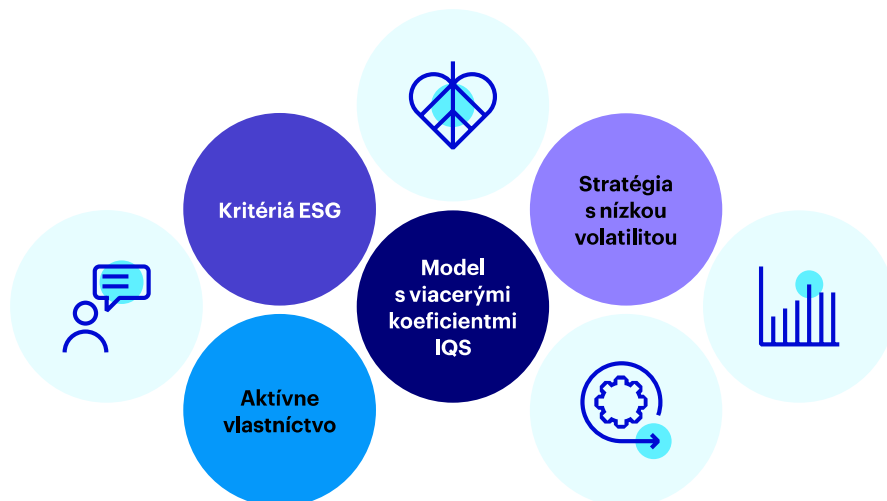 Kritériá ESG
Stratégia
s nízkou
volatilitou
Model
s viacerými
koeficientmi
IQS
Aktívne
vlastníctvo